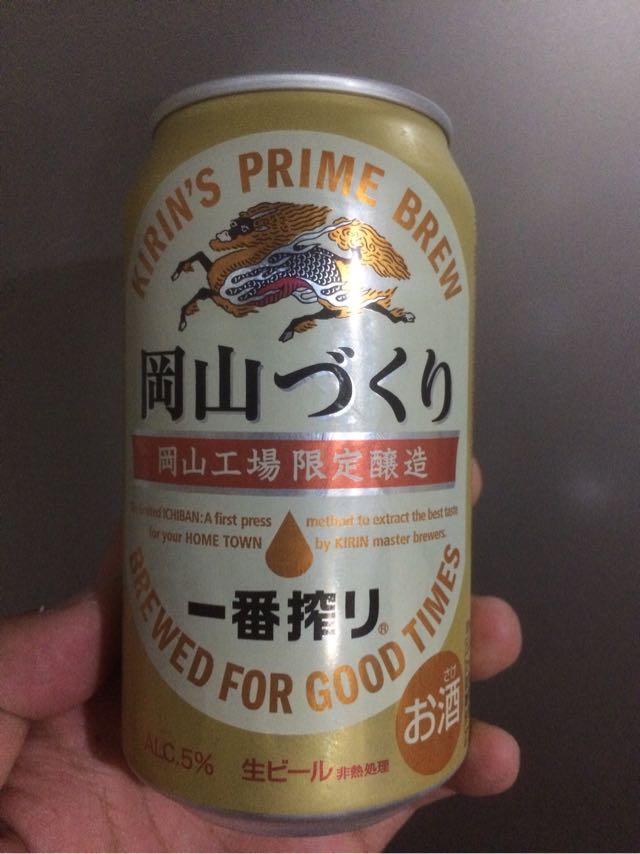 KIRIN'S PRIME BREW
岡山づくり
岡山工場限定醸造
ICHIBAN: A first press method to extract the best taste
for your HOME TOWN by KIRIN master brewers.
一番搾り®
BREWED FOR GOOD TIMES
さけ
お酒
ALC.5% 生ビール 非熱処理